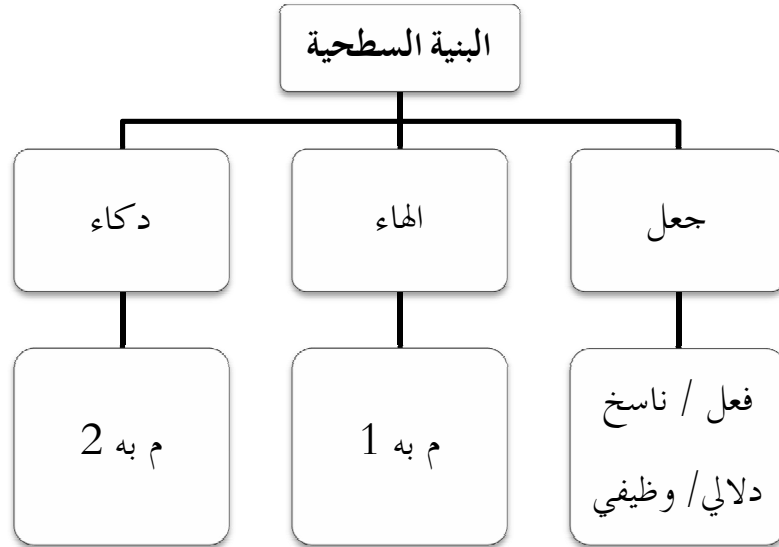 البنية السطحية
جعل
الهاء
دكاء
فعل / ناسخ
دلالي/ وظيفي
م به 1
م به 2